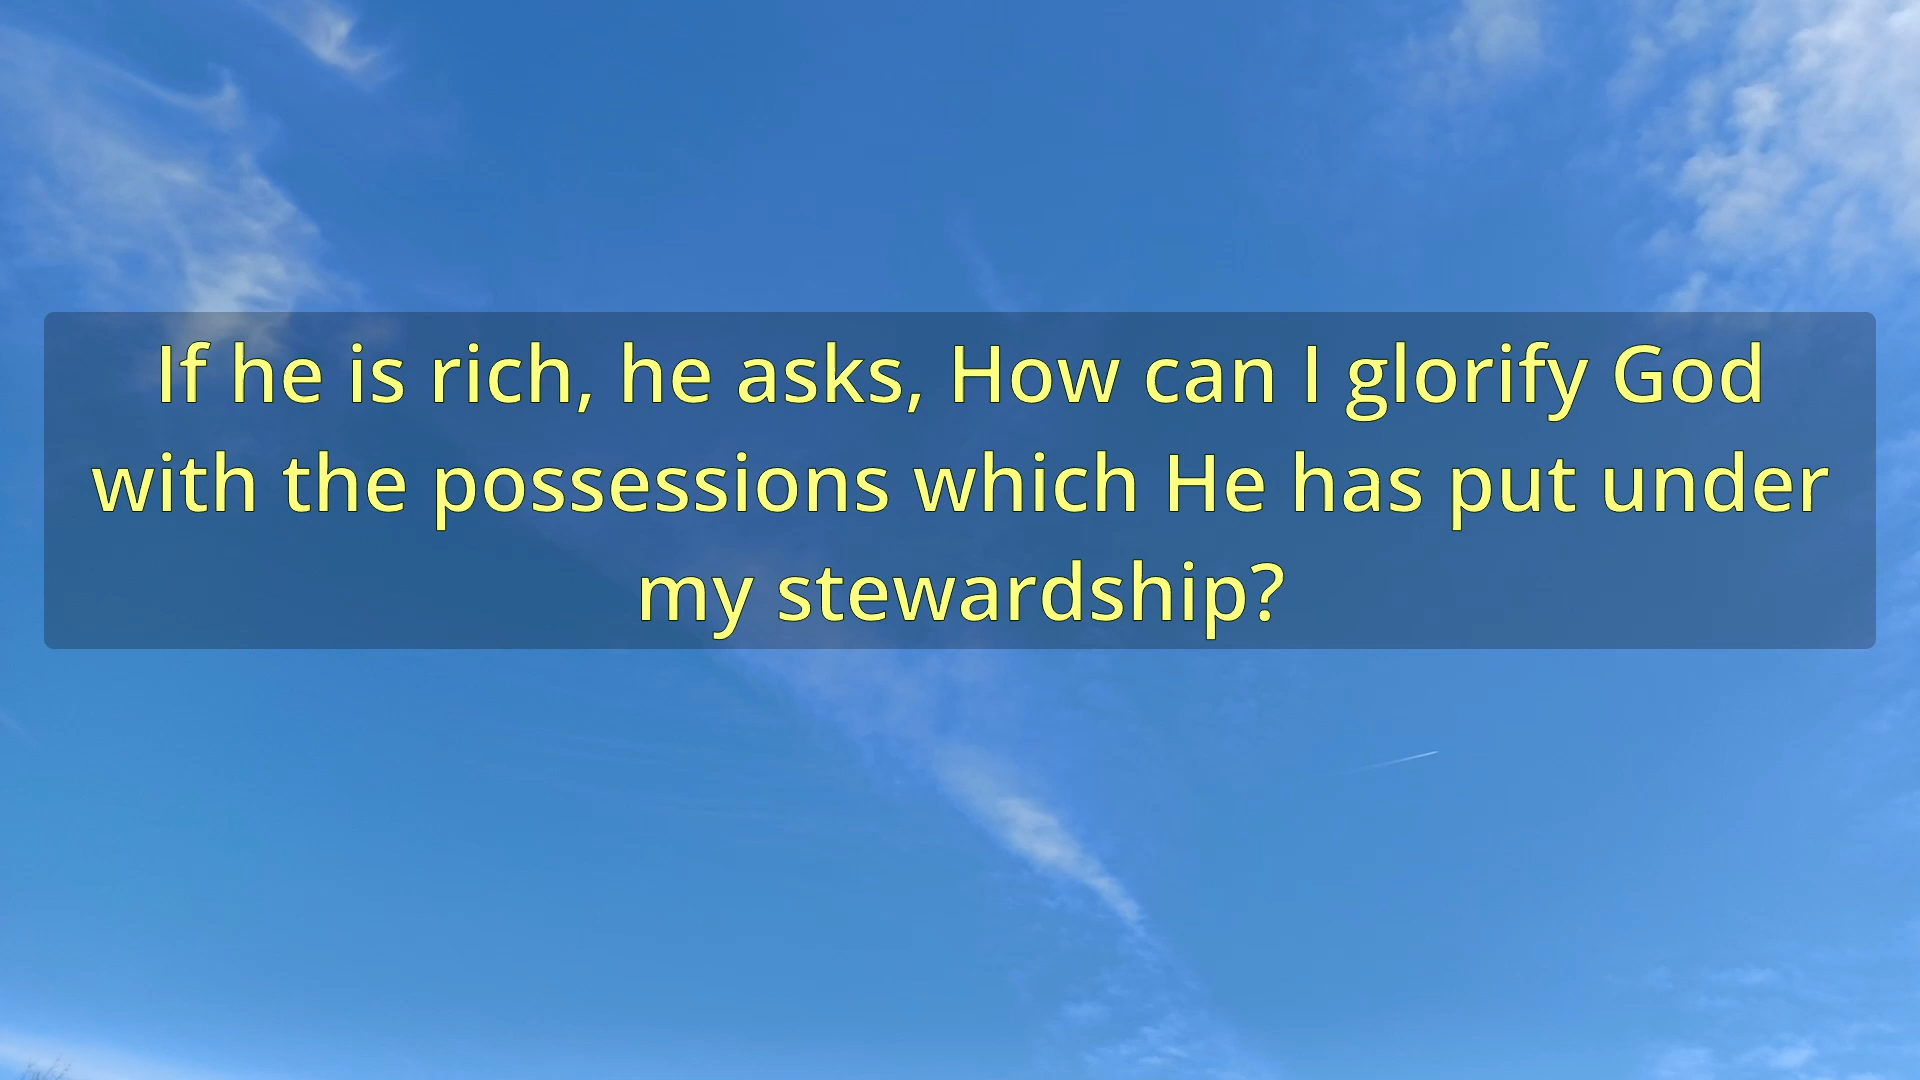 If he is rich, he asks, How can I glorify God
with the possessions which He has put under
my stewardship?